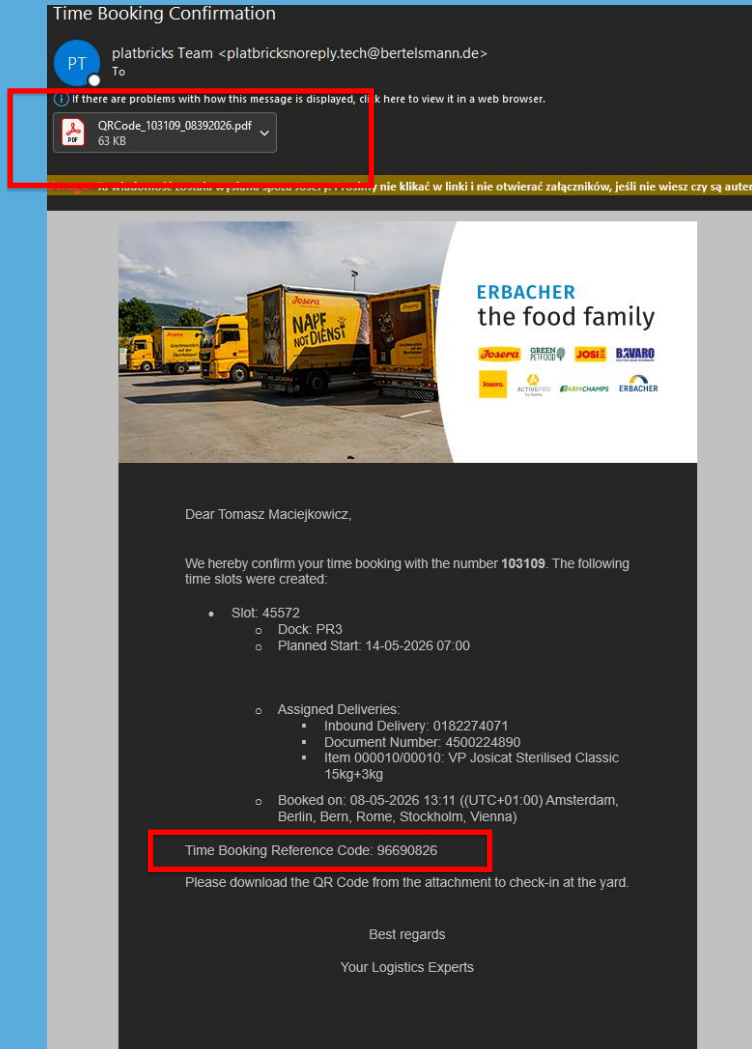 Time Booking Confirmation
PT
platbricks Team <platbricksnoreply.tech@bertelsmann.de>
To
If there are problems with how this message is displayed, click here to view it in a web browser.
PDF
QRCode_103109_08392026.pdf
63 KB
nie klikać w linki i nie otwierać załączników, jeśli nie wiesz czy są auten
Josera
NAPF
NOT DIENST
ERBACHER
the food family
Josera GREEN PETFOOD JOSI BAVARO
Josera ACTIVEPRO FARMCHAMPS ERBACHER
Dear Tomasz Maciejkowicz,
We hereby confirm your time booking with the number 103109. The following
time slots were created:
Slot: 45572
Dock: PR3
Planned Start: 14-05-2026 07:00
Assigned Deliveries:
Inbound Delivery: 0182274071
Document Number: 4500224890
Item 000010/00010: VP Josicat Sterilised Classic
15kg+3kg
Booked on: 08-05-2026 13:11 ((UTC+01:00) Amsterdam,
Berlin, Bern, Rome, Stockholm, Vienna)
Time Booking Reference Code: 96690826
Please download the QR Code from the attachment to check-in at the yard.
Best regards
Your Logistics Experts